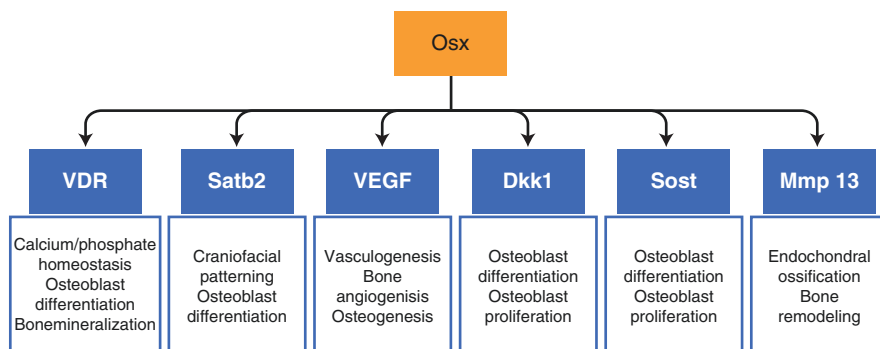 Osx
VDR
Satb2
VEGF
Dkk1
Sost
Mmp 13
Calcium/phosphate
homeostasis
Osteoblast
differentiation
Bonemineralization
Craniofacial
patterning
Osteoblast
differentiation
Vasculogenesis
Bone
angiogenisis
Osteogenesis
Osteoblast
differentiation
Osteoblast
proliferation
Osteoblast
differentiation
Osteoblast
proliferation
Endochondral
ossification
Bone
remodeling